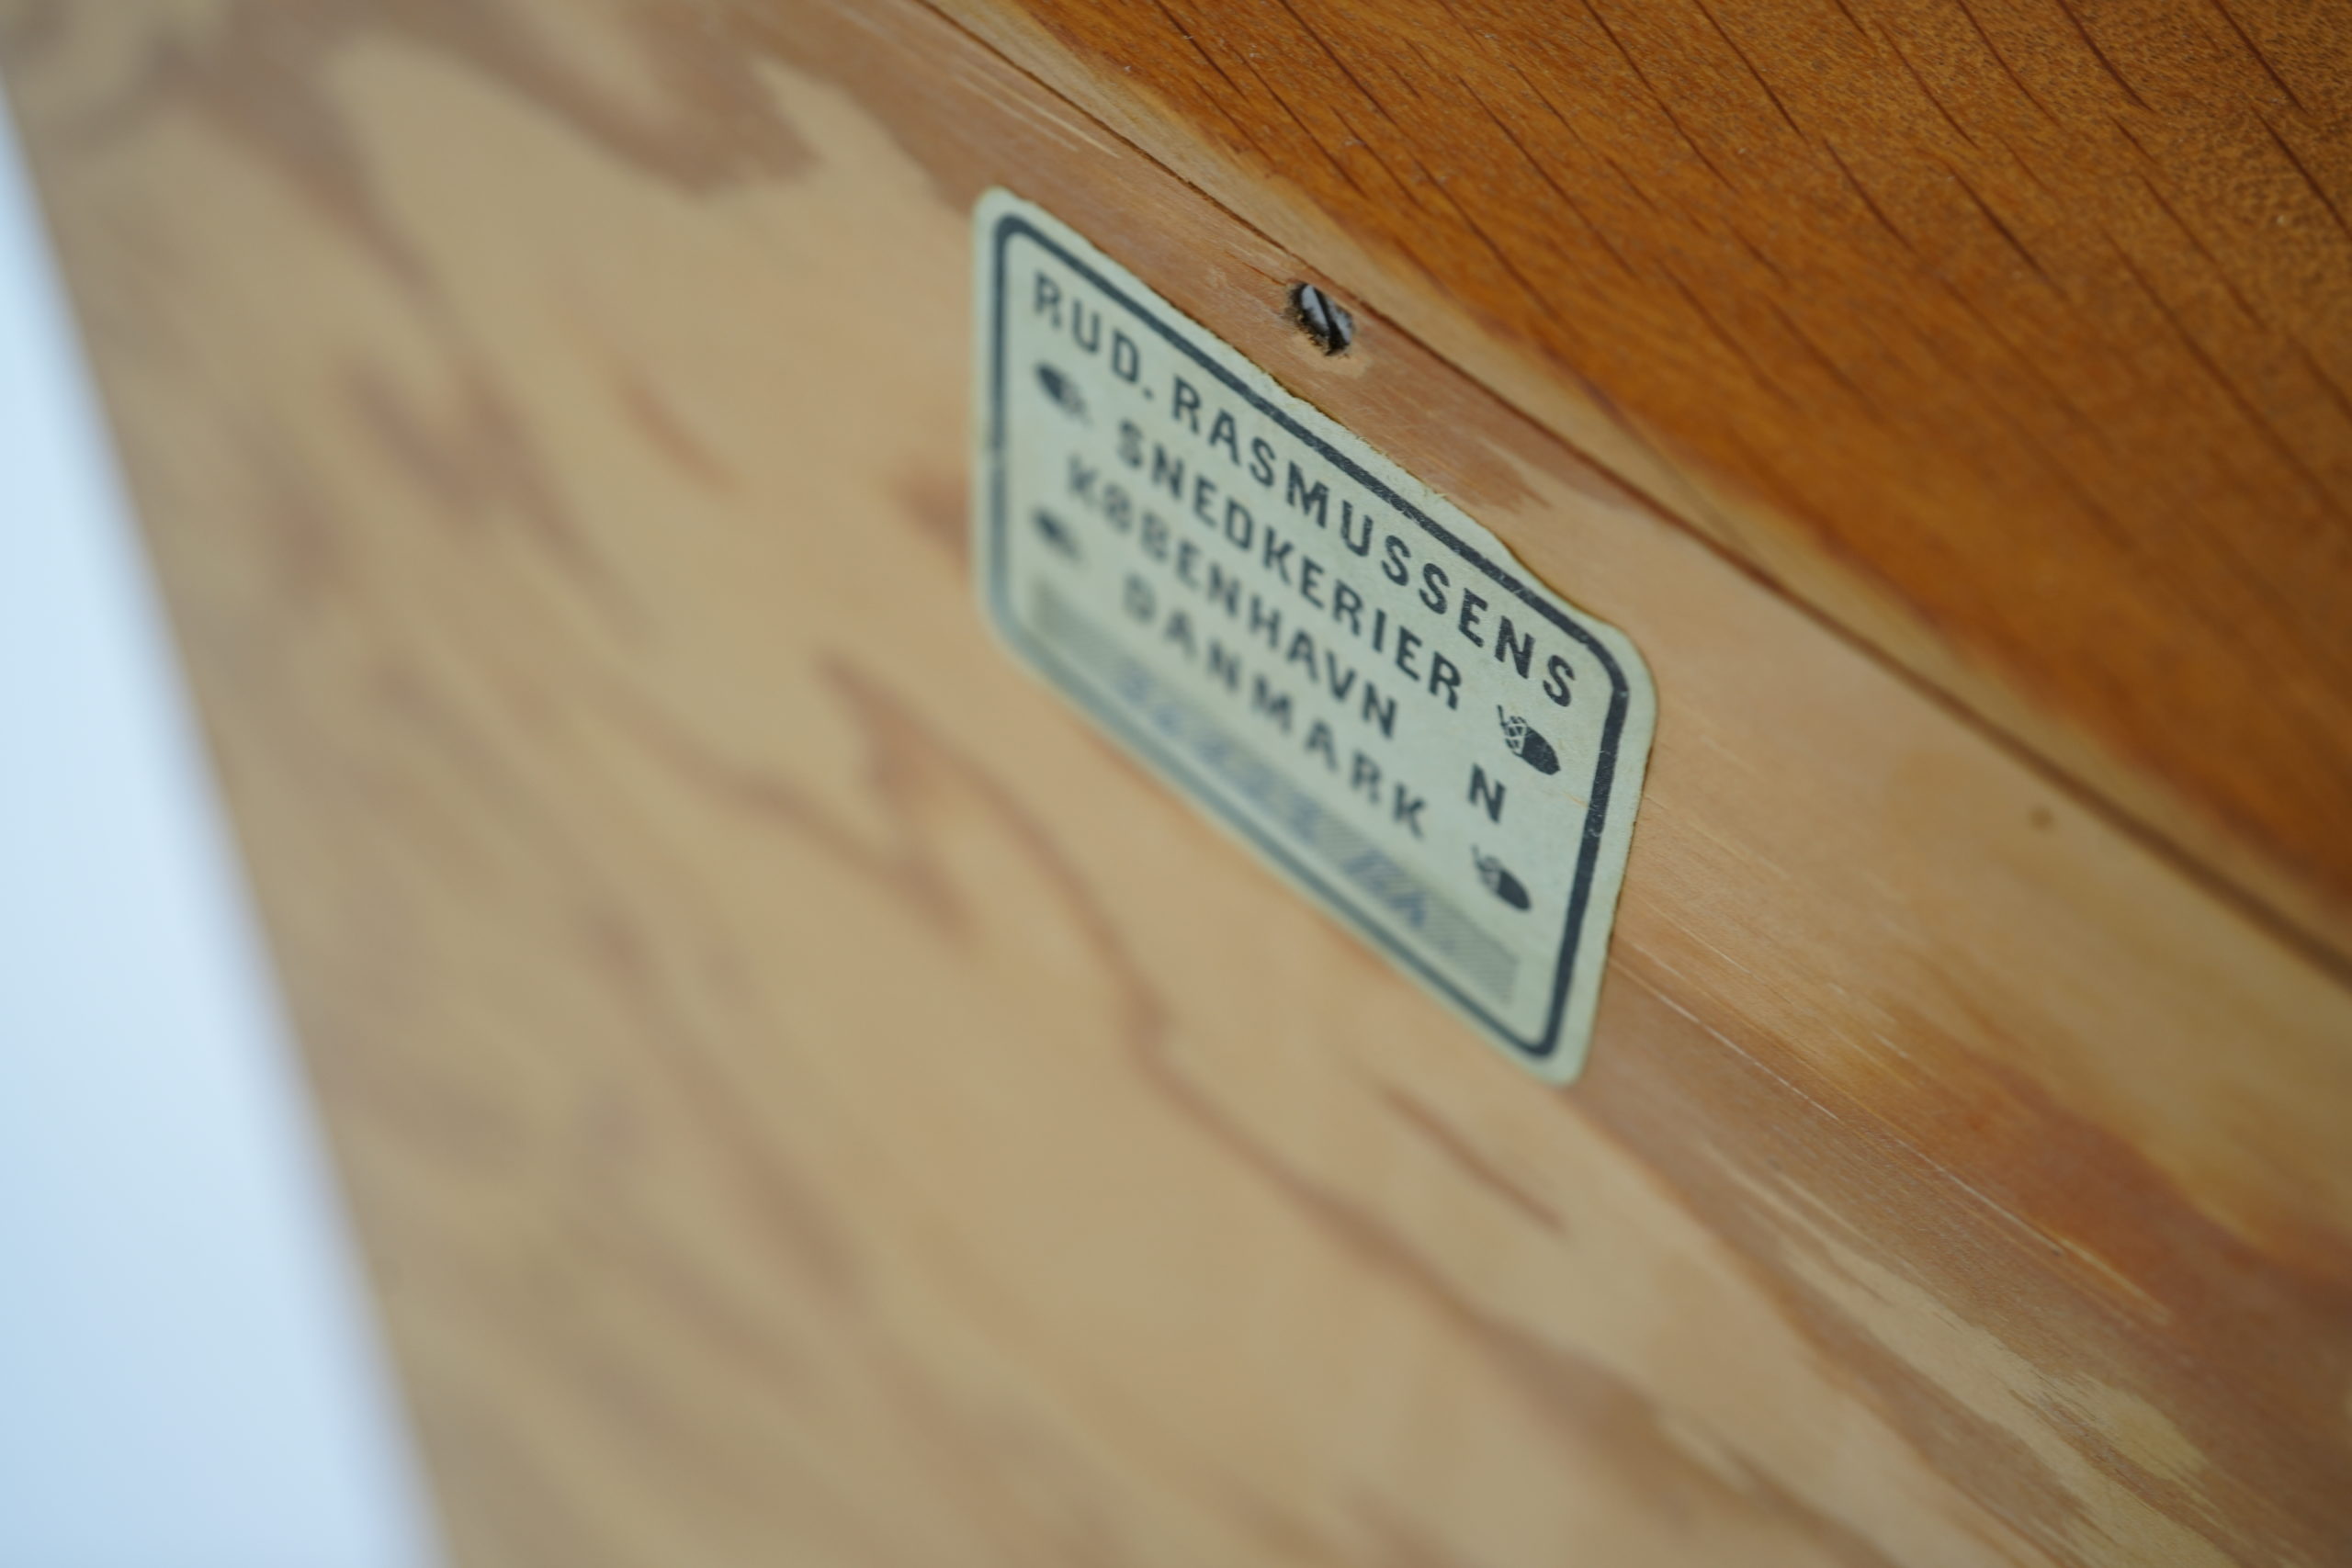 RUD. RASMUSSENS
SNEDKERIER
KØBENHAVN N
DANMARK